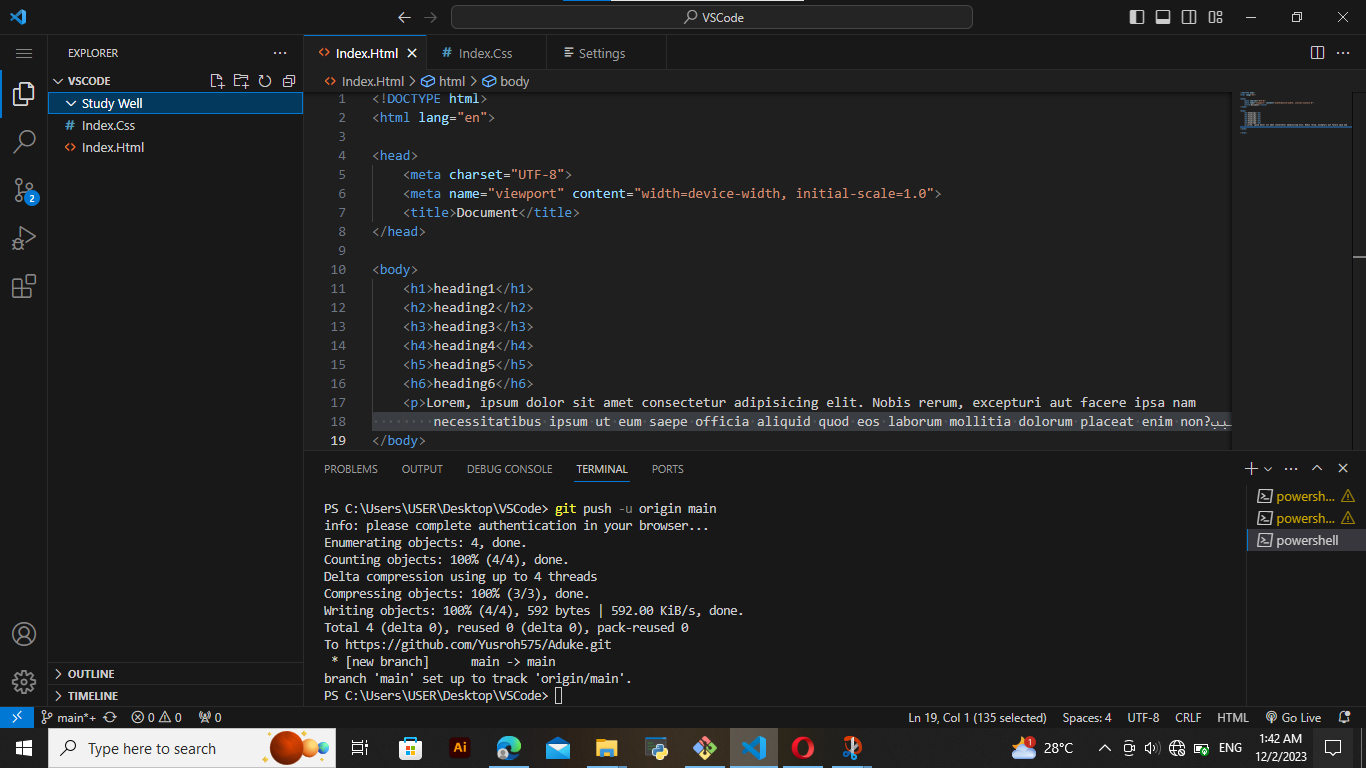 VSCode
EXPLORER
VSCODE
Study Well
Index.Css
Index.Html
OUTLINE
TIMELINE
Index.Html
Index.Css
Settings
Index.Html > html > body
1 <!DOCTYPE html>
2 <html lang="en">
3
4 <head>
5 <meta charset="UTF-8">
6 <meta name="viewport" content="width=device-width, initial-scale=1.0">
7 <title>Document</title>
8 </head>
9
10 <body>
11 <h1>heading1</h1>
12 <h2>heading2</h2>
13 <h3>heading3</h3>
14 <h4>heading4</h4>
15 <h5>heading5</h5>
16 <h6>heading6</h6>
17 <p>Lorem, ipsum dolor sit amet consectetur adipisicing elit. Nobis rerum, excepturi aut facere ipsa nam
18 necessitatibus ipsum ut eum saepe officia aliquid quod eos laborum mollitia dolorum placeat enim non?
19 </body>
PROBLEMS OUTPUT DEBUG CONSOLE TERMINAL PORTS
PS C:\Users\USER\Desktop\VSCode> git push -u origin main
info: please complete authentication in your browser...
Enumerating objects: 4, done.
Counting objects: 100% (4/4), done.
Delta compression using up to 4 threads
Compressing objects: 100% (3/3), done.
Writing objects: 100% (4/4), 592 bytes | 592.00 KiB/s, done.
Total 4 (delta 0), reused 0 (delta 0), pack-reused 0
To https://github.com/Yusroh575/Aduke.git
* [new branch] main -> main
branch 'main' set up to track 'origin/main'.
PS C:\Users\USER\Desktop\VSCode>
powersh...
powersh...
powershell
2
main*+ 0 0 0
Ln 19, Col 1 (135 selected) Spaces: 4 UTF-8 CRLF HTML Go Live
Type here to search
Ai
1
28°C
ENG
1:42 AM
12/2/2023